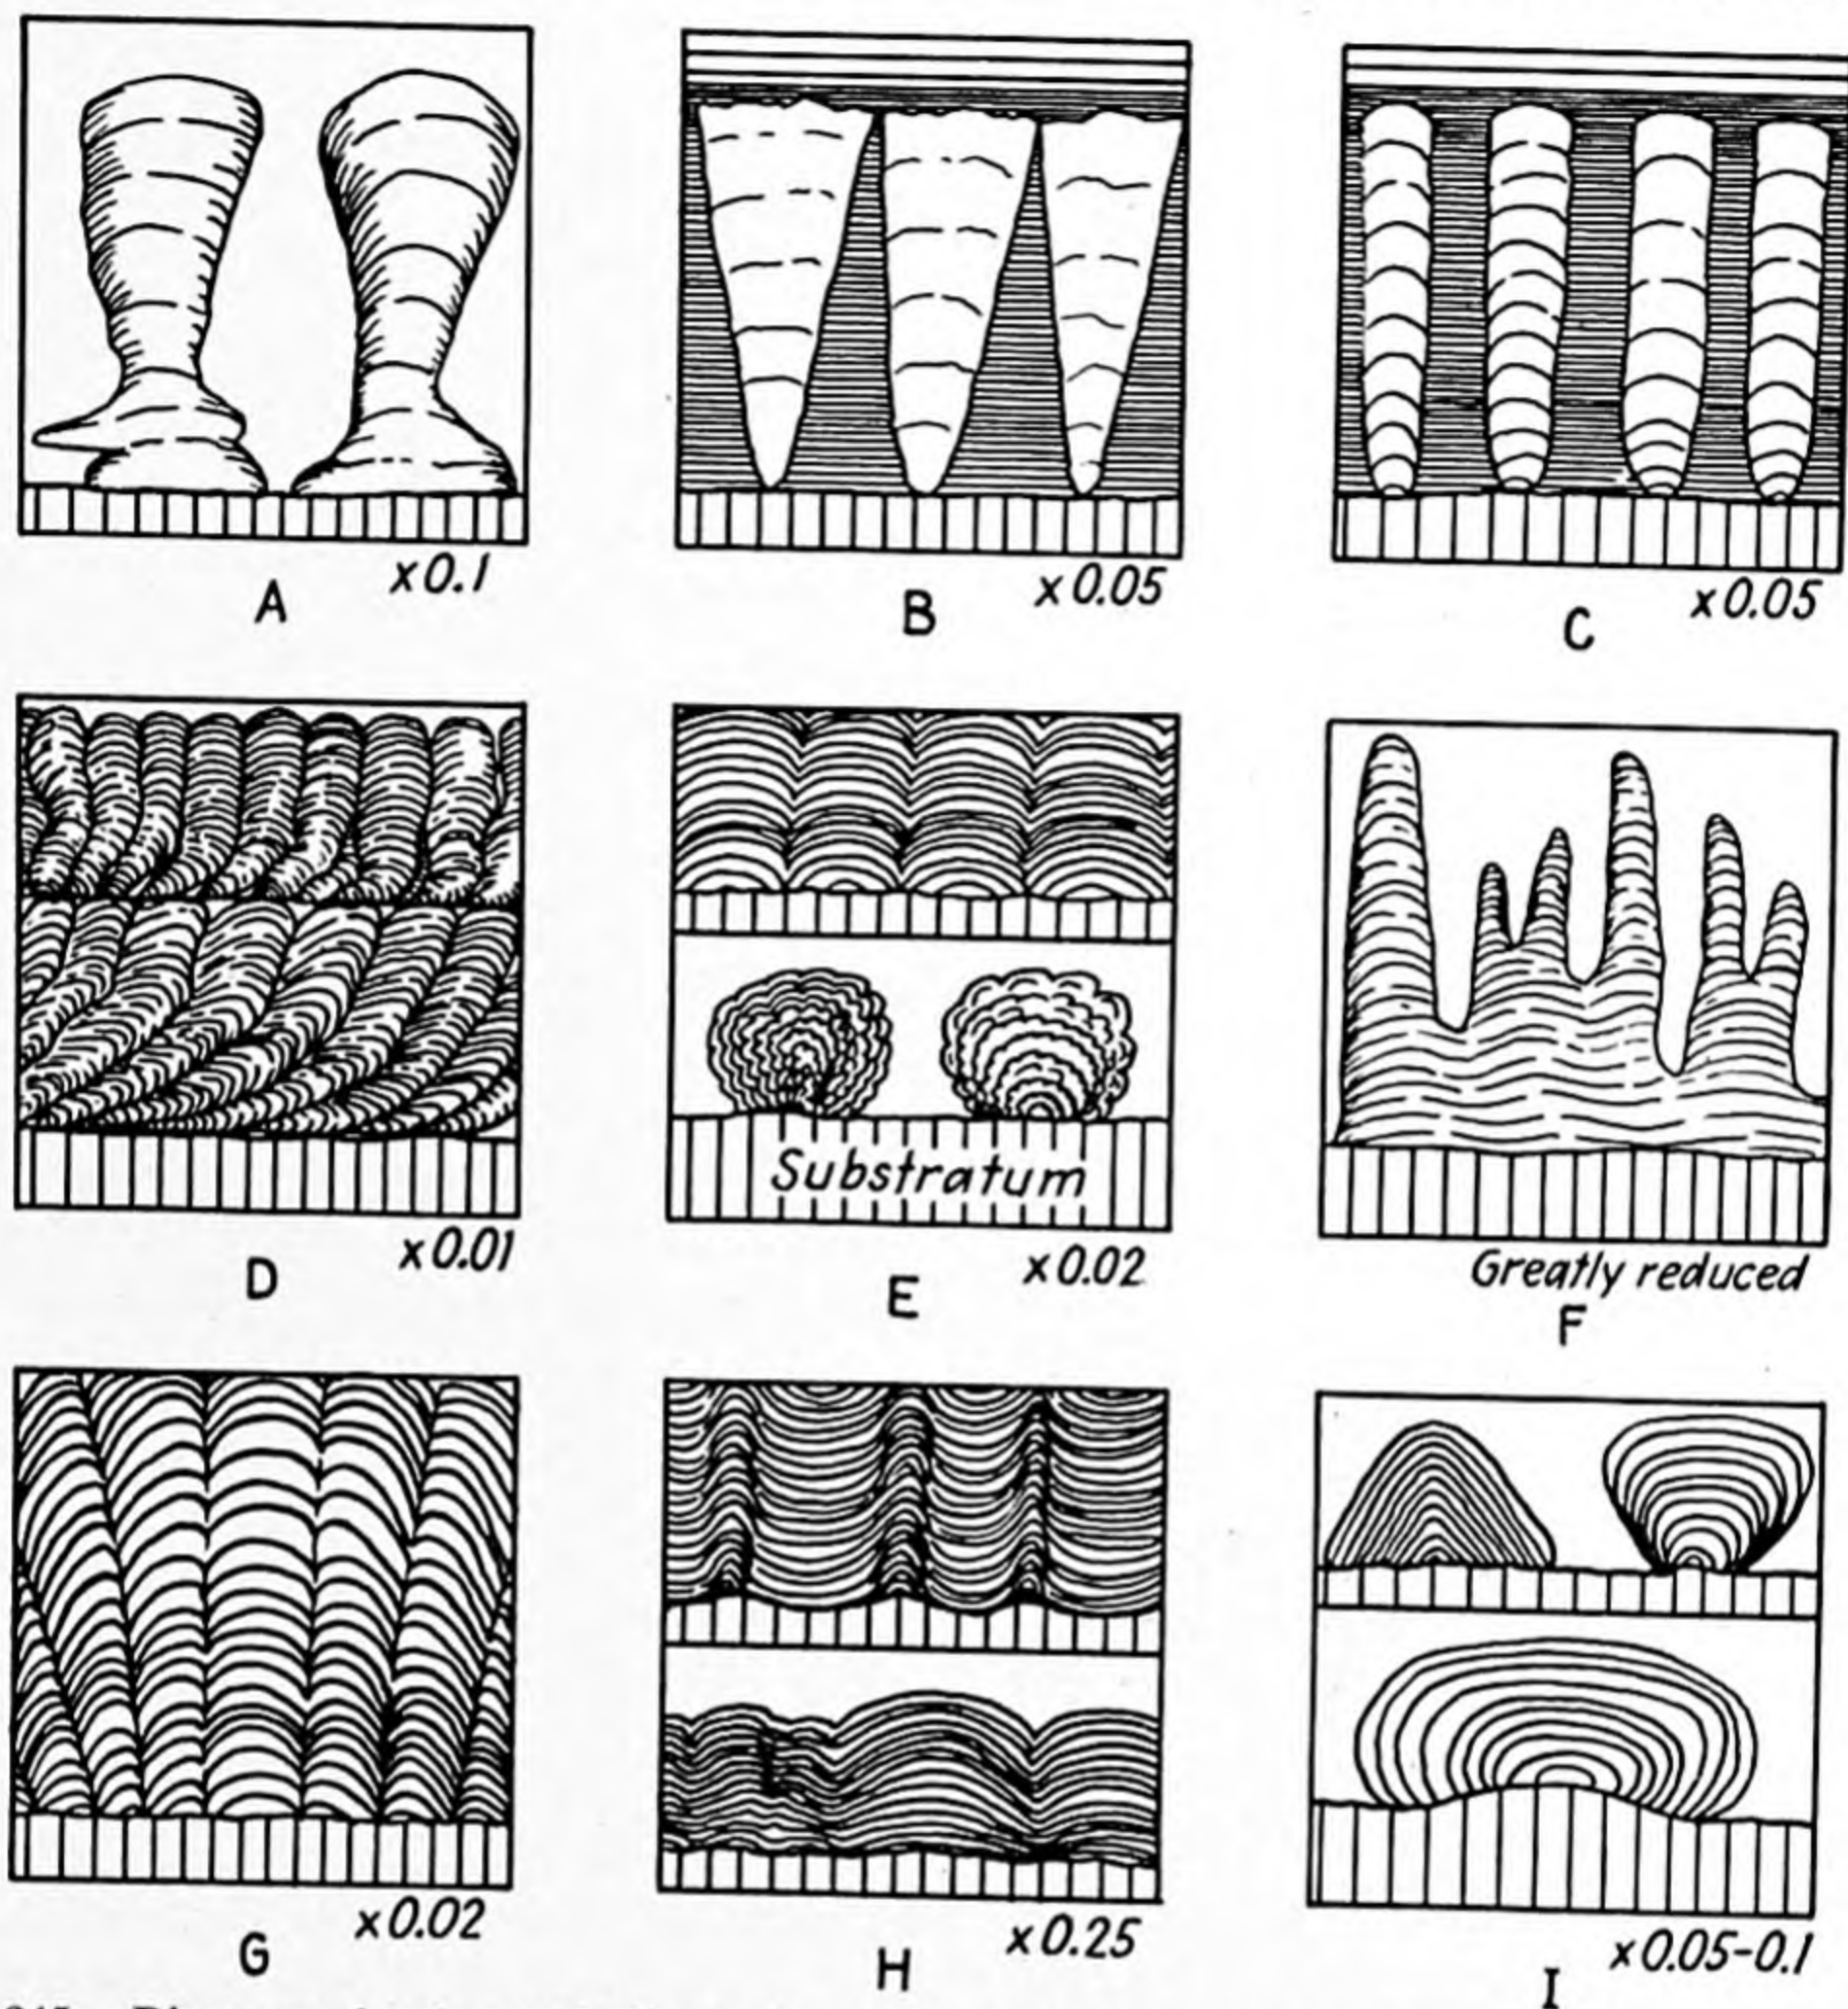 x0.1
A
x0.05
B
x0.05
C
x0.01
D
Substratum
x0.02
E
Greatly reduced
F
x0.02
G
x0.25
H
x0.05-0.1
I